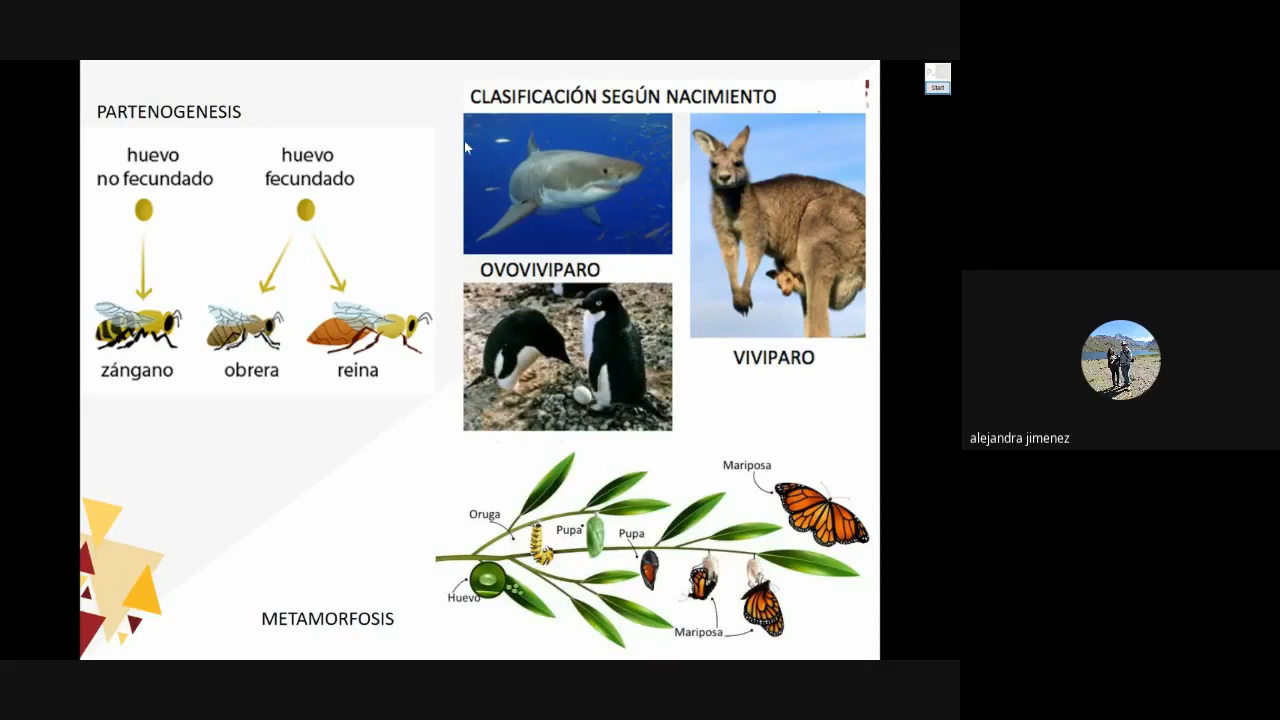 PARTENOGENESIS
huevo
no fecundado
huevo
fecundado
zángano
obrera
reina
CLASIFICACIÓN SEGÚN NACIMIENTO
OVOVIVIPARO
VIVIPARO
Mariposa
Oruga
Pupa
Pupa
Huevo
Mariposa
METAMORFOSIS
P..
Start
alejandra jimenez